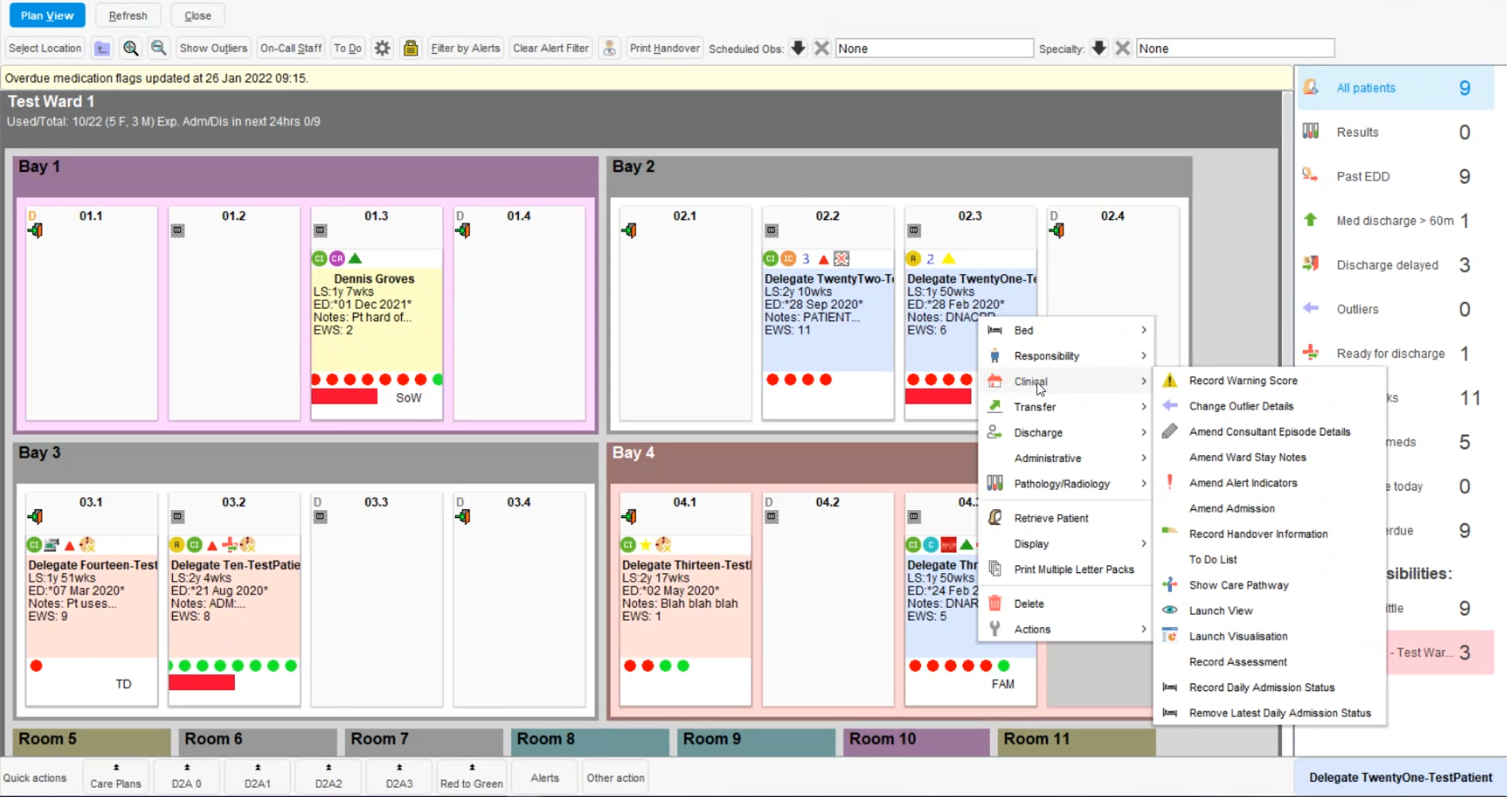 Plan View Refresh Close
Select Location Show Outliers On-Call Staff To Do Filter by Alerts Clear Alert Filter Print Handover Scheduled Obs: None Specialty: None
Overdue medication flags updated at 26 Jan 2022 09:15.
Test Ward 1
Used/Total: 10/22 (5 F, 3 M) Exp. Adm/Dis in next 24hrs 0/9
Bay 1
D 01.1
01.2
01.3
CI CR
Dennis Groves
LS:1y 7wks
ED:*01 Dec 2021*
Notes: Pt hard of...
EWS: 2
SoW
D 01.4
Bay 2
02.1
02.2
CI IC 3
Delegate TwentyTwo-Te
LS:2y 10wks
ED:*28 Sep 2020*
Notes: PATIENT...
EWS: 11
02.3
A 2
Delegate TwentyOne-Te
LS:1y 50wks
ED:*28 Feb 2020*
Notes: DNACPR
EWS: 6
D 02.4
Bay 3
03.1
CI
Delegate Fourteen-Test
LS:1y 51wks
ED:*07 Mar 2020*
Notes: Pt uses...
EWS: 9
TD
03.2
A CI
Delegate Ten-TestPatie
LS:2y 4wks
ED:*21 Aug 2020*
Notes: ADM:...
EWS: 8
D 03.3
D 03.4
Bay 4
04.1
CI
Delegate Thirteen-Testl
LS:2y 17wks
ED:*02 May 2020*
Notes: Blah blah blah
EWS: 1
D 04.2
04.
CI C
Delegate Thr
LS:1y 50wks
ED:*24 Feb 2
Notes: DNAR
EWS: 5
FAM
Bed
Responsibility
Clinical
Transfer
Discharge
Administrative
Pathology/Radiology
Retrieve Patient
Display
Print Multiple Letter Packs
Delete
Actions
Record Warning Score
Change Outlier Details
Amend Consultant Episode Details
Amend Ward Stay Notes
Amend Alert Indicators
Amend Admission
Record Handover Information
To Do List
Show Care Pathway
Launch View
Launch Visualisation
Record Assessment
Record Daily Admission Status
Remove Latest Daily Admission Status
All patients 9
Results 0
Past EDD 9
Med discharge > 60m 1
Discharge delayed 3
Outliers 0
Ready for discharge 1
ks 11
meds 5
e today 0
rdue 9
sibilities:
ttle 9
- Test War... 3
Room 5 Room 6 Room 7 Room 8 Room 9 Room 10 Room 11
Quick actions Care Plans D2A 0 D2A1 D2A2 D2A3 Red to Green Alerts Other action
Delegate TwentyOne-TestPatient